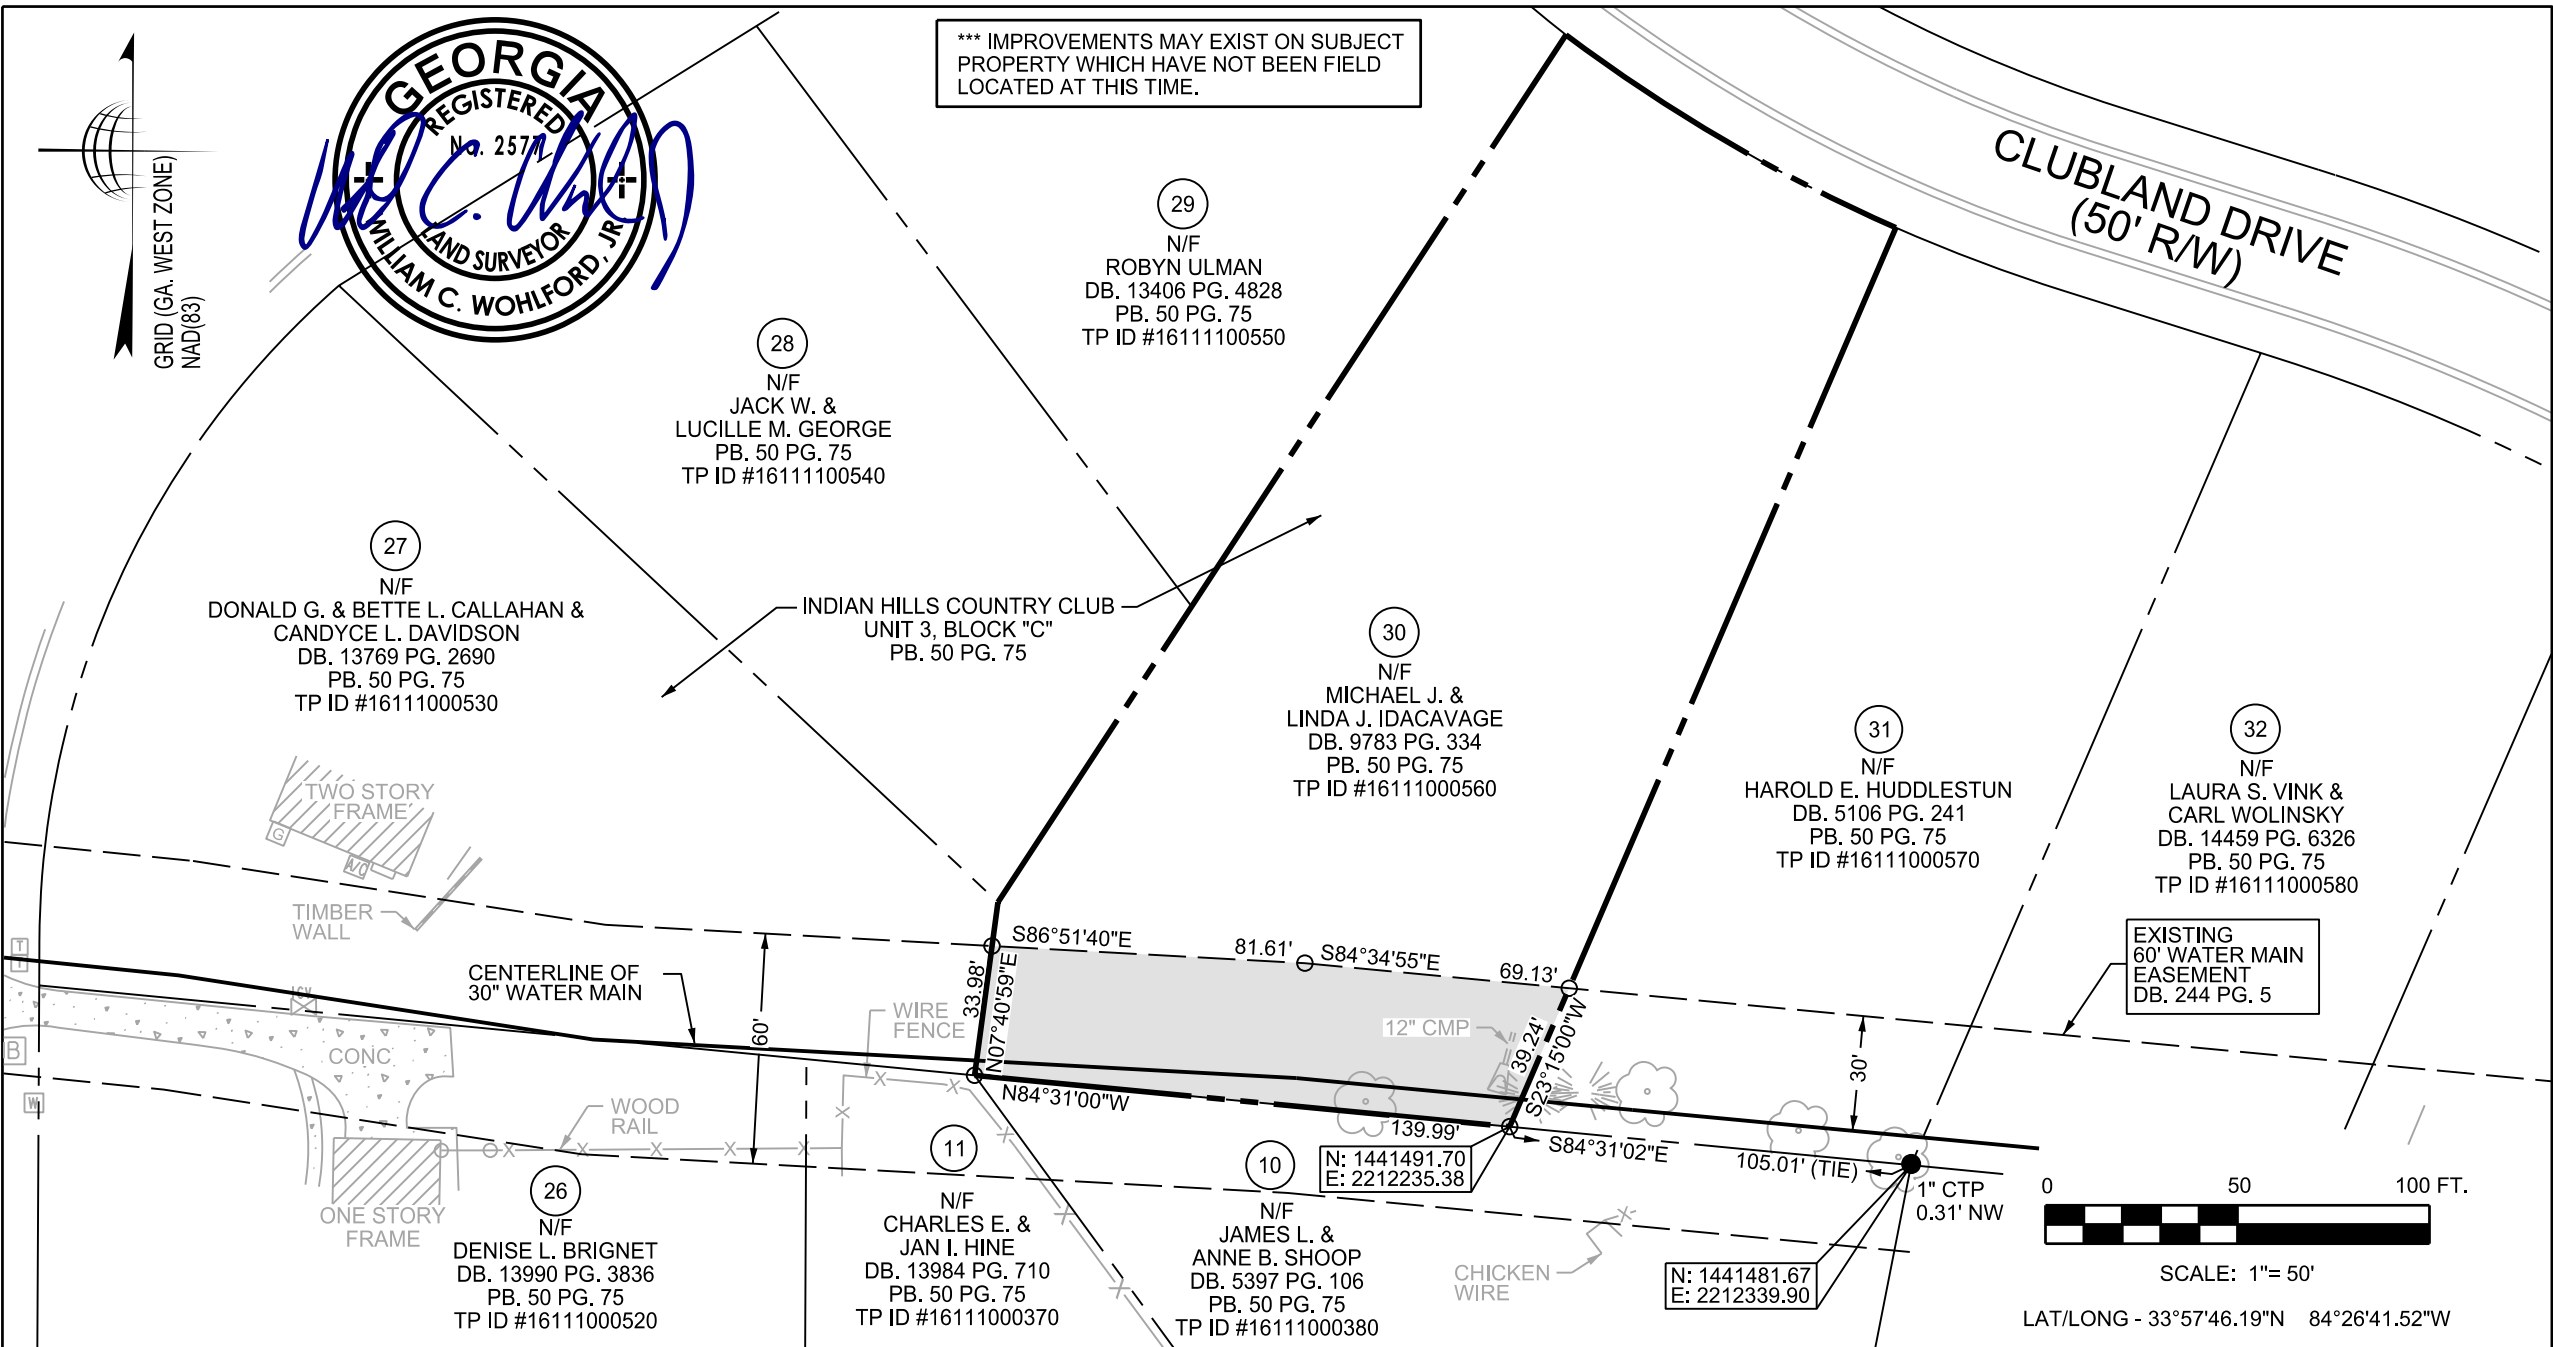 GRID (GA. WEST ZONE)
NAD(83)
GEORGIA
REGISTERED
No. 2577
LAND SURVEYOR
WILLIAM C. WOHLFORD, JR.
*** IMPROVEMENTS MAY EXIST ON SUBJECT
PROPERTY WHICH HAVE NOT BEEN FIELD
LOCATED AT THIS TIME.
CLUBLAND DRIVE
(50' R/W)
29
N/F
ROBYN ULMAN
DB. 13406 PG. 4828
PB. 50 PG. 75
TP ID #16111100550
28
N/F
JACK W. &
LUCILLE M. GEORGE
PB. 50 PG. 75
TP ID #16111100540
27
N/F
DONALD G. & BETTE L. CALLAHAN &
CANDYCE L. DAVIDSON
DB. 13769 PG. 2690
PB. 50 PG. 75
TP ID #16111000530
INDIAN HILLS COUNTRY CLUB
UNIT 3, BLOCK "C"
PB. 50 PG. 75
30
N/F
MICHAEL J. &
LINDA J. IDACAVAGE
DB. 9783 PG. 334
PB. 50 PG. 75
TP ID #16111000560
31
N/F
HAROLD E. HUDDLESTUN
DB. 5106 PG. 241
PB. 50 PG. 75
TP ID #16111000570
32
N/F
LAURA S. VINK &
CARL WOLINSKY
DB. 14459 PG. 6326
PB. 50 PG. 75
TP ID #16111000580
TWO STORY
FRAME
G
A/C
TIMBER
WALL
T
CENTERLINE OF
30" WATER MAIN
60'
WIRE
FENCE
S86°51'40"E
81.61'
S84°34'55"E
69.13'
33.98'
N07°40'59"E
12" CMP
39.24'
S23°15'00"W
EXISTING
60' WATER MAIN
EASEMENT
DB. 244 PG. 5
30'
B
W
CONC
WOOD
RAIL
N84°31'00"W
139.99'
S84°31'02"E
105.01' (TIE)
N: 1441491.70
E: 2212235.38
1" CTP
0.31' NW
ONE STORY
FRAME
26
N/F
DENISE L. BRIGNET
DB. 13990 PG. 3836
PB. 50 PG. 75
TP ID #16111000520
11
N/F
CHARLES E. &
JAN I. HINE
DB. 13984 PG. 710
PB. 50 PG. 75
TP ID #16111000370
10
N/F
JAMES L. &
ANNE B. SHOOP
DB. 5397 PG. 106
PB. 50 PG. 75
TP ID #16111000380
CHICKEN
WIRE
N: 1441481.67
E: 2212339.90
0 50 100 FT.
SCALE: 1"= 50'
LAT/LONG - 33°57'46.19"N 84°26'41.52"W